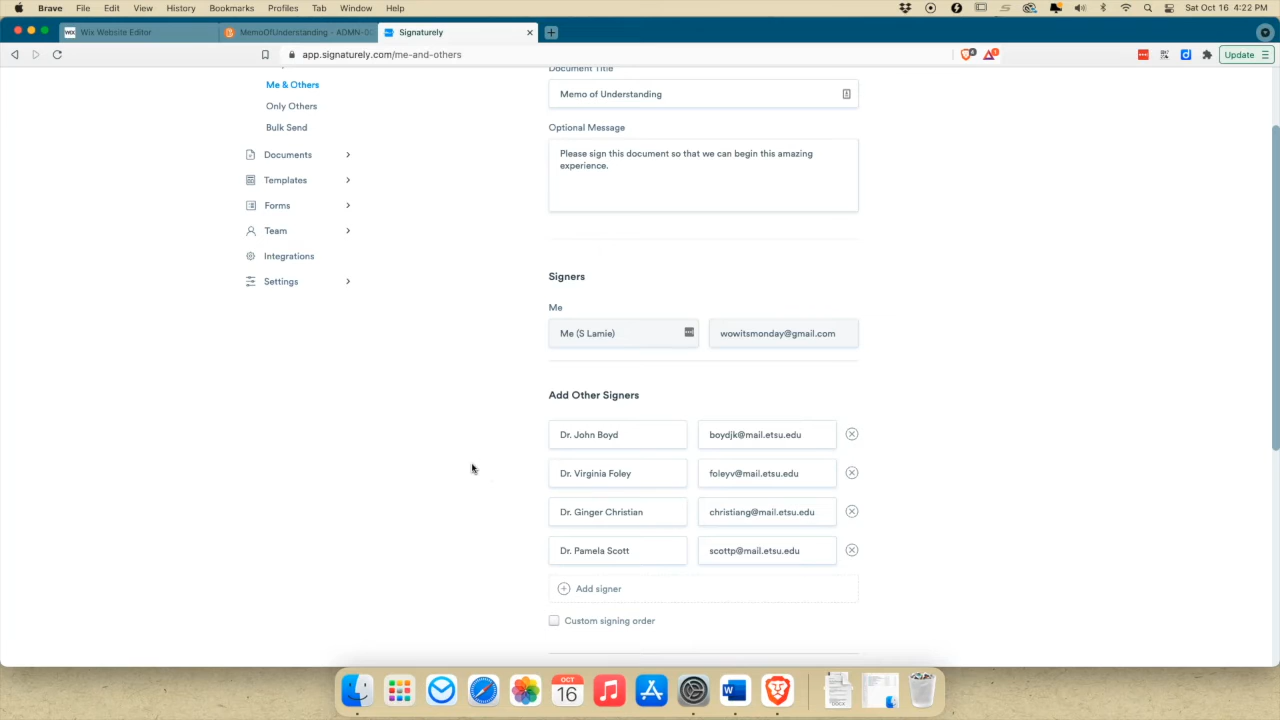 Brave File Edit View History Bookmarks Profiles Tab Window Help Sat Oct 16 4:22 PM
WIX Wix Website Editor MemoOfUnderstanding - ADMN-00 Signaturely
app.signaturely.com/me-and-others Update
Document Title
Me & Others
Memo of Understanding
Only Others
Bulk Send
Optional Message
Documents
Please sign this document so that we can begin this amazing
experience.
Templates
Forms
Team
Integrations
Settings
Signers
Me
Me (S Lamie) wowitsmonday@gmail.com
Add Other Signers
Dr. John Boyd boydjk@mail.etsu.edu
Dr. Virginia Foley foleyv@mail.etsu.edu
Dr. Ginger Christian christiang@mail.etsu.edu
Dr. Pamela Scott scottp@mail.etsu.edu
Add signer
Custom signing order
OCT
16